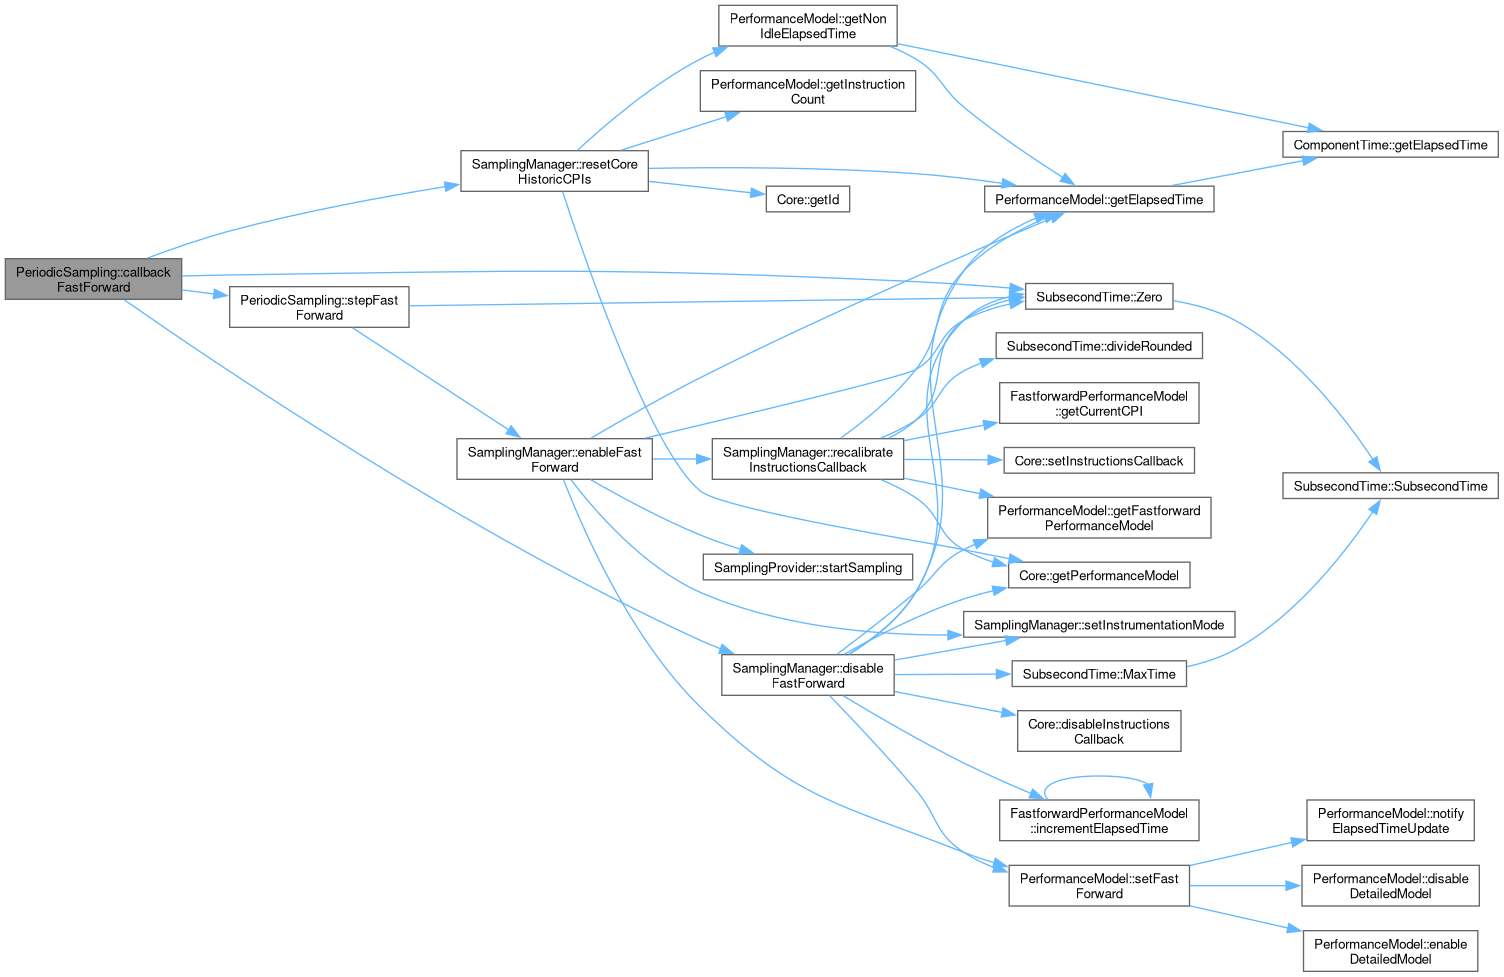 PerformanceModel::getNon
IdleElapsedTime
PerformanceModel::getInstruction
Count
ComponentTime::getElapsedTime
SamplingManager::resetCore
HistoricCPIs
Core::getId
PerformanceModel::getElapsedTime
PeriodicSampling::callback
FastForward
PeriodicSampling::stepFast
Forward
SubsecondTime::Zero
SubsecondTime::divideRounded
FastforwardPerformanceModel
::getCurrentCPI
SamplingManager::enableFast
Forward
SamplingManager::recalibrate
InstructionsCallback
Core::setInstructionsCallback
SubsecondTime::SubsecondTime
PerformanceModel::getFastforward
PerformanceModel
SamplingProvider::startSampling
Core::getPerformanceModel
SamplingManager::setInstrumentationMode
SamplingManager::disable
FastForward
SubsecondTime::MaxTime
Core::disableInstructions
Callback
FastforwardPerformanceModel
::incrementElapsedTime
PerformanceModel::notify
ElapsedTimeUpdate
PerformanceModel::setFast
Forward
PerformanceModel::disable
DetailedModel
PerformanceModel::enable
DetailedModel